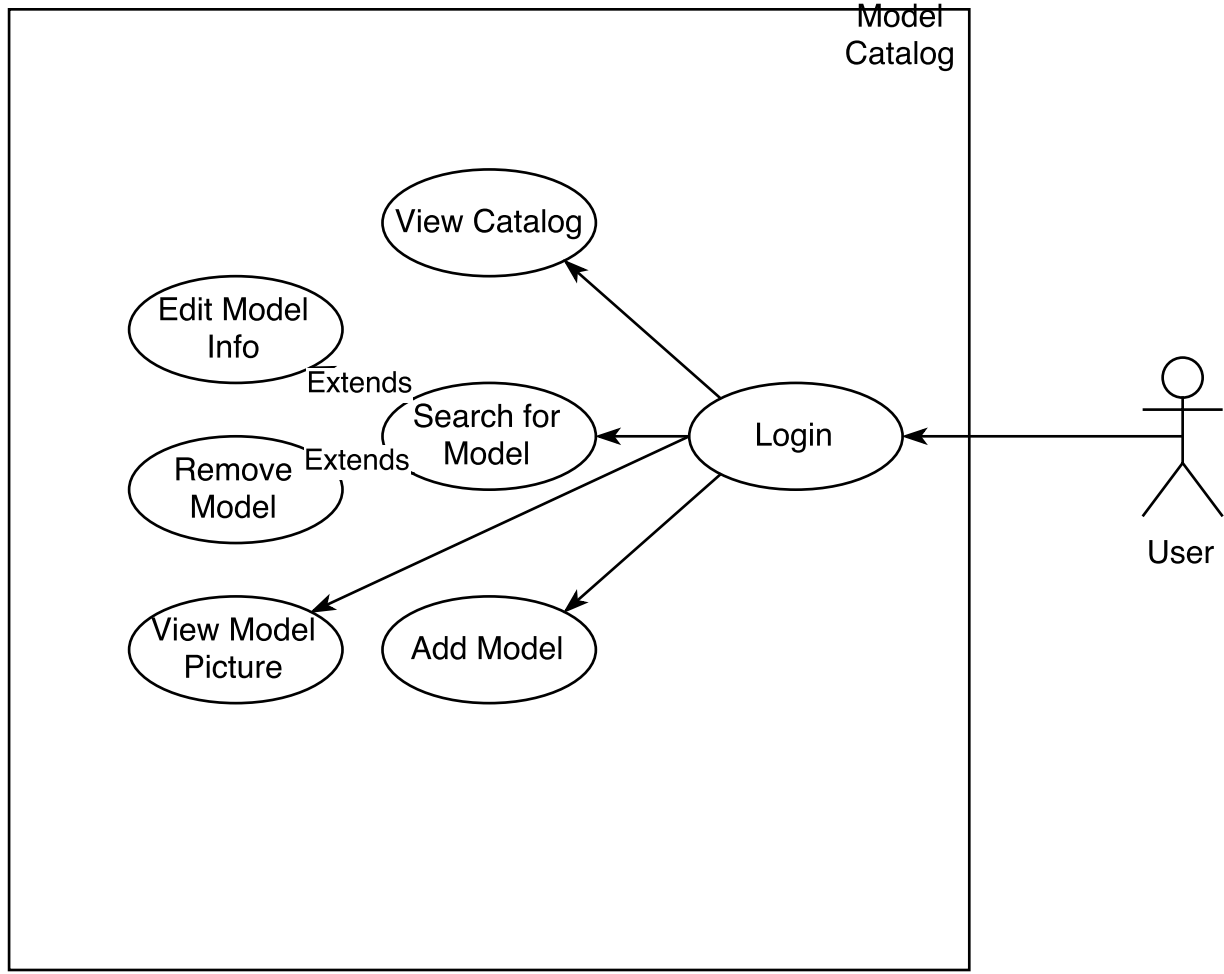 Model
Catalog
View Catalog
Edit Model
Info
Extends
Search for
Model
Login
Extends
Remove
Model
User
View Model
Picture
Add Model